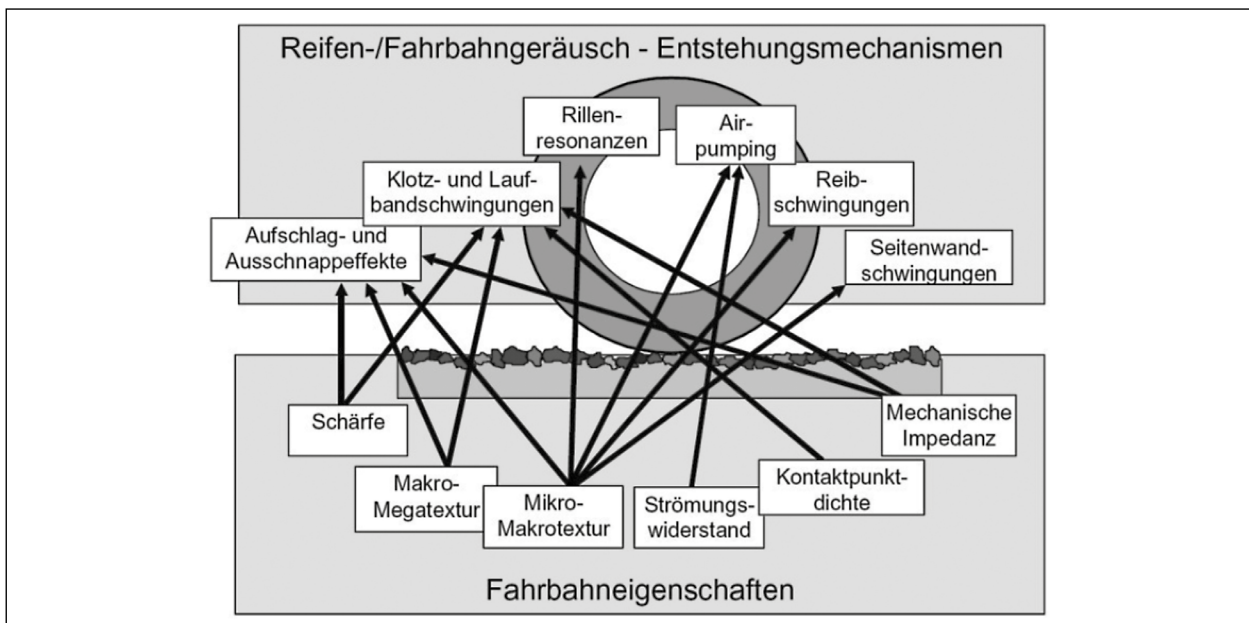 Reifen-/Fahrbahngeräusch - Entstehungsmechanismen
Rillen-
resonanzen
Air-
pumping
Klotz- und Lauf-
bandschwingungen
Reib-
schwingungen
Aufschlag- und
Ausschnappeffekte
Seitenwand-
schwingungen
Schärfe
Mechanische
Impedanz
Makro-
Megatextur
Mikro-
Makrotextur
Strömungs-
widerstand
Kontaktpunkt-
dichte
Fahrbahneigenschaften